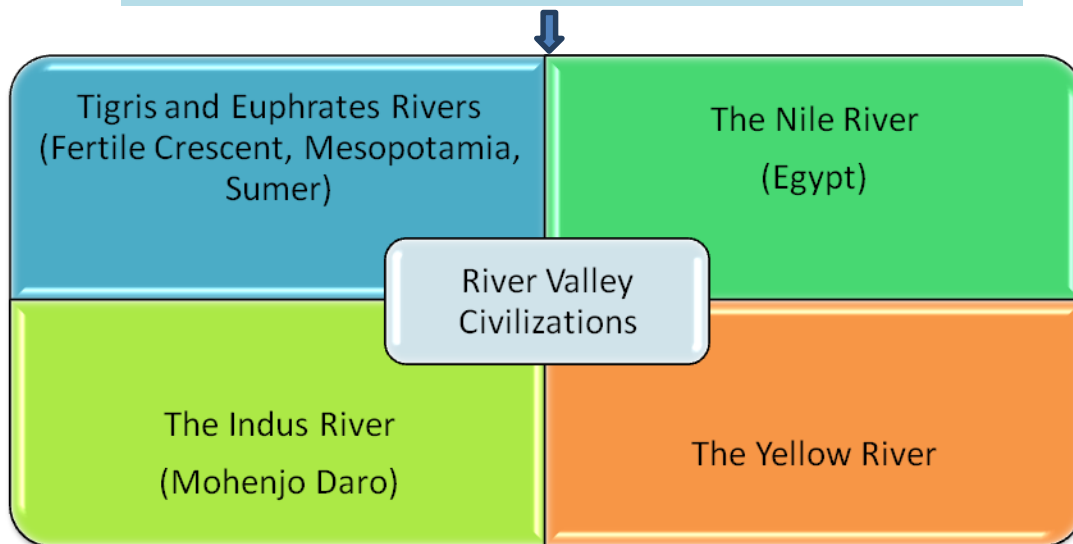 Tigris and Euphrates Rivers
(Fertile Crescent, Mesopotamia,
Sumer)
The Nile River
(Egypt)
River Valley
Civilizations
The Indus River
(Mohenjo Daro)
The Yellow River